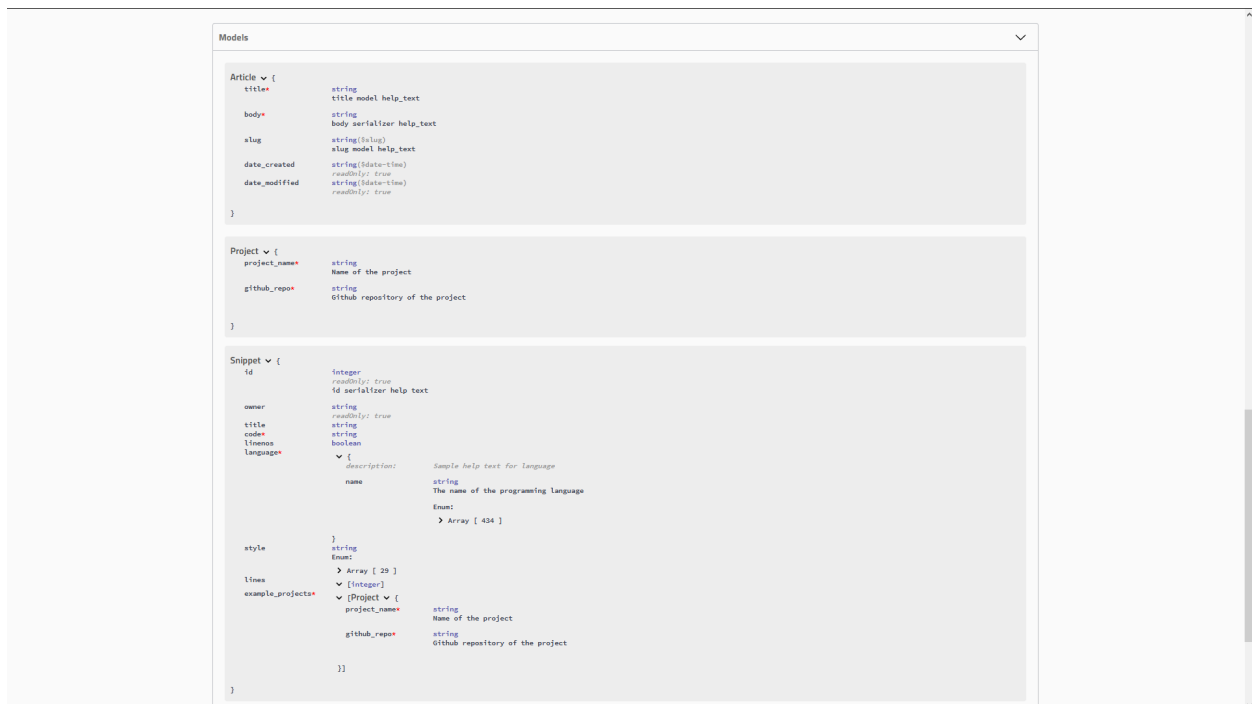 Models
Article {
title* string
title model help_text
body* string
body serializer help_text
slug string($slug)
slug model help_text
date_created string($date-time)
readOnly: true
date_modified string($date-time)
readOnly: true
}
Project {
project_name* string
Name of the project
github_repo* string
Github repository of the project
}
Snippet {
id integer
readOnly: true
id serializer help text
owner string
readOnly: true
title string
code* string
linenos boolean
language* {
description: Sample help text for language
name string
The name of the programming language
Enum:
Array [ 434 ]
}
style string
Enum:
Array [ 29 ]
lines [integer]
example_projects* [Project {
project_name* string
Name of the project
github_repo* string
Github repository of the project
}]
}